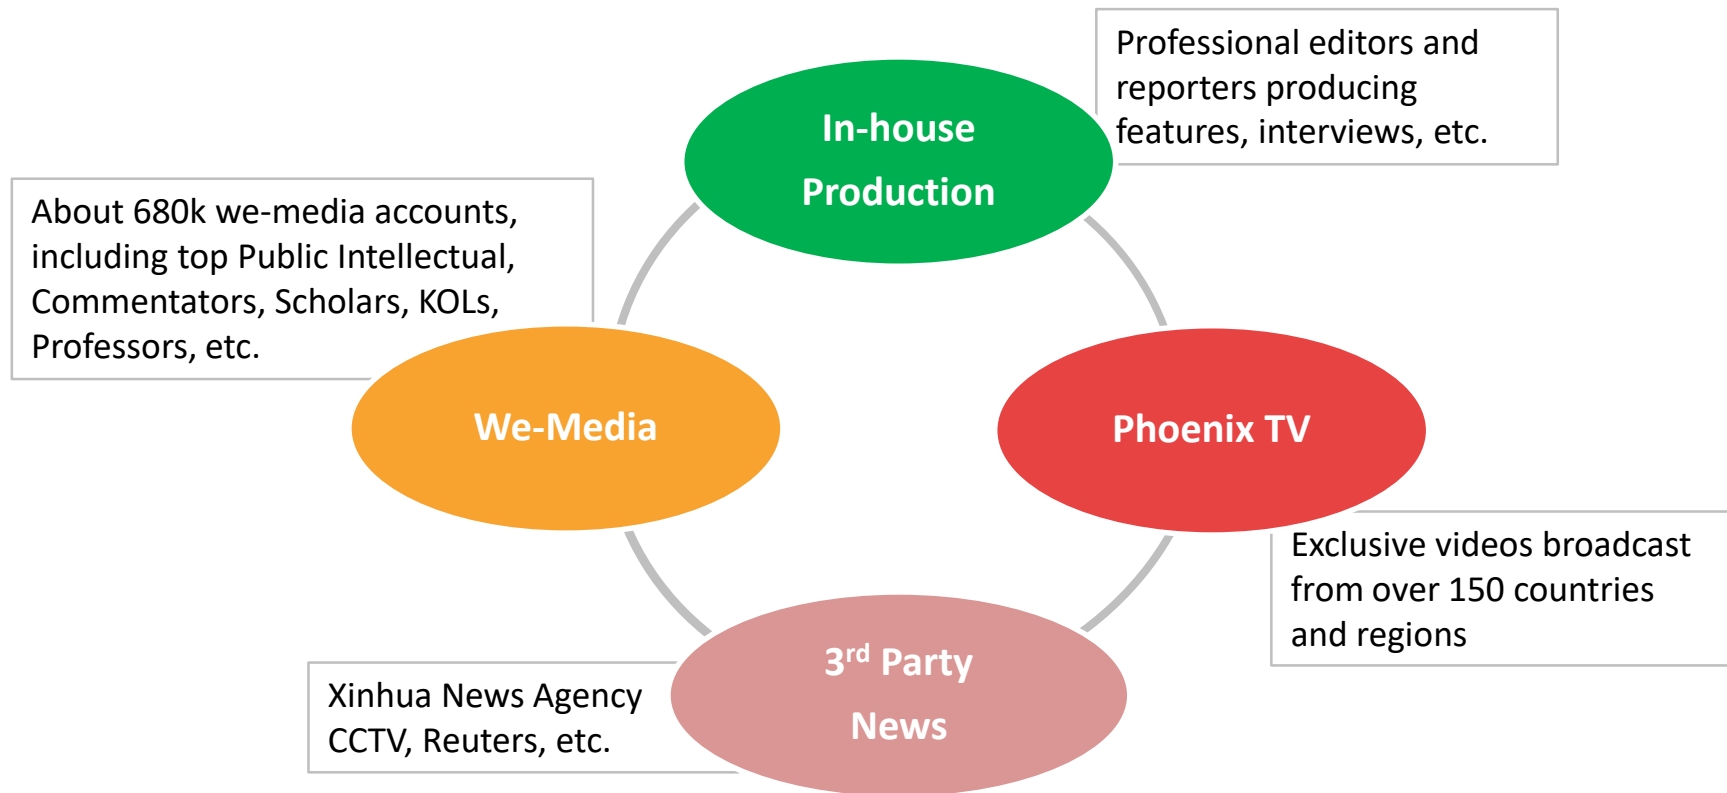 Professional editors and
reporters producing
features, interviews, etc.
In-house
Production
About 680k we-media accounts,
including top Public Intellectual,
Commentators, Scholars, KOLs,
Professors, etc.
We-Media
Phoenix TV
Exclusive videos broadcast
from over 150 countries
and regions
3rd Party
News
Xinhua News Agency
CCTV, Reuters, etc.